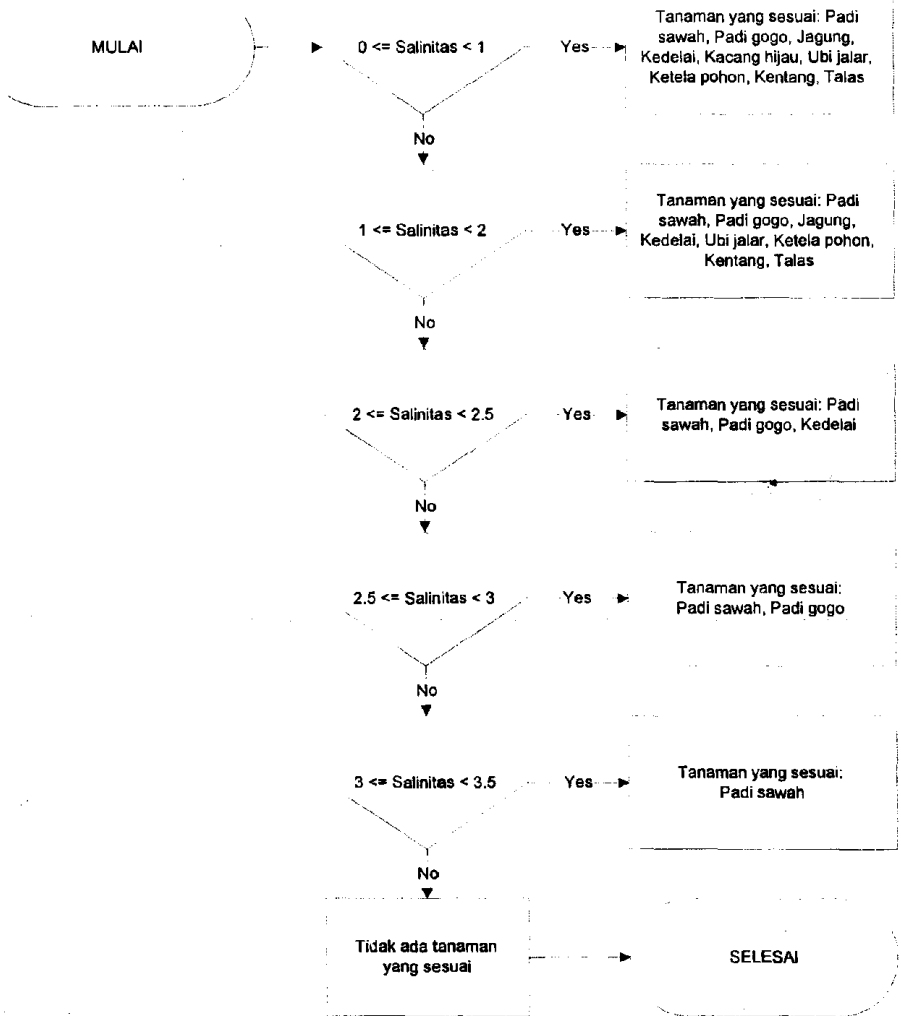 MULAI
0 <= Salinitas < 1
Yes
Tanaman yang sesuai: Padi
sawah, Padi gogo, Jagung,
Kedelai, Kacang hijau, Ubi jalar,
Ketela pohon, Kentang, Talas
No
1 <= Salinitas < 2
Yes
Tanaman yang sesuai: Padi
sawah, Padi gogo, Jagung,
Kedelai, Ubi jalar, Ketela pohon,
Kentang, Talas
No
2 <= Salinitas < 2.5
Yes
Tanaman yang sesuai: Padi
sawah, Padi gogo, Kedelai
No
2.5 <= Salinitas < 3
Yes
Tanaman yang sesuai:
Padi sawah, Padi gogo
No
3 <= Salinitas < 3.5
Yes
Tanaman yang sesuai:
Padi sawah
No
Tidak ada tanaman
yang sesuai
SELESAI